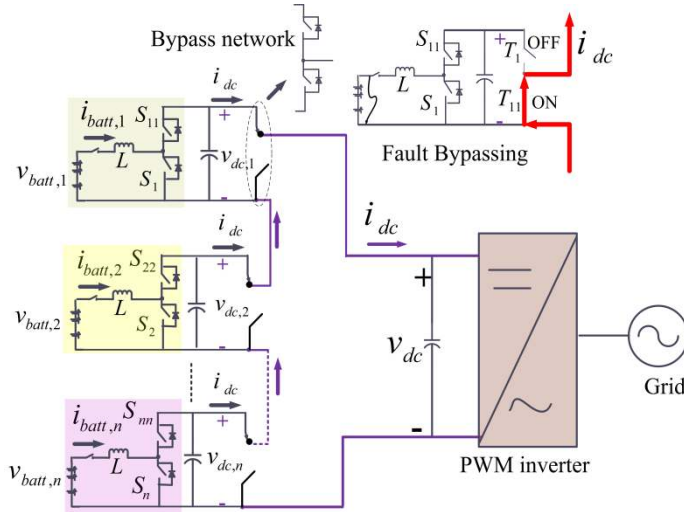 Bypass network
S11
T1
OFF
i dc
L
S1
T11
ON
Fault Bypassing
i dc
i batt,1
S11
+
L
v dc,1
v batt,1
S1
-
i dc
i dc
i batt,2
S22
+
+
L
v dc,2
v batt,2
S2
v dc
-
Grid
i dc
i batt,n
Snn
+
-
L
v dc,n
PWM inverter
v batt,n
Sn
-